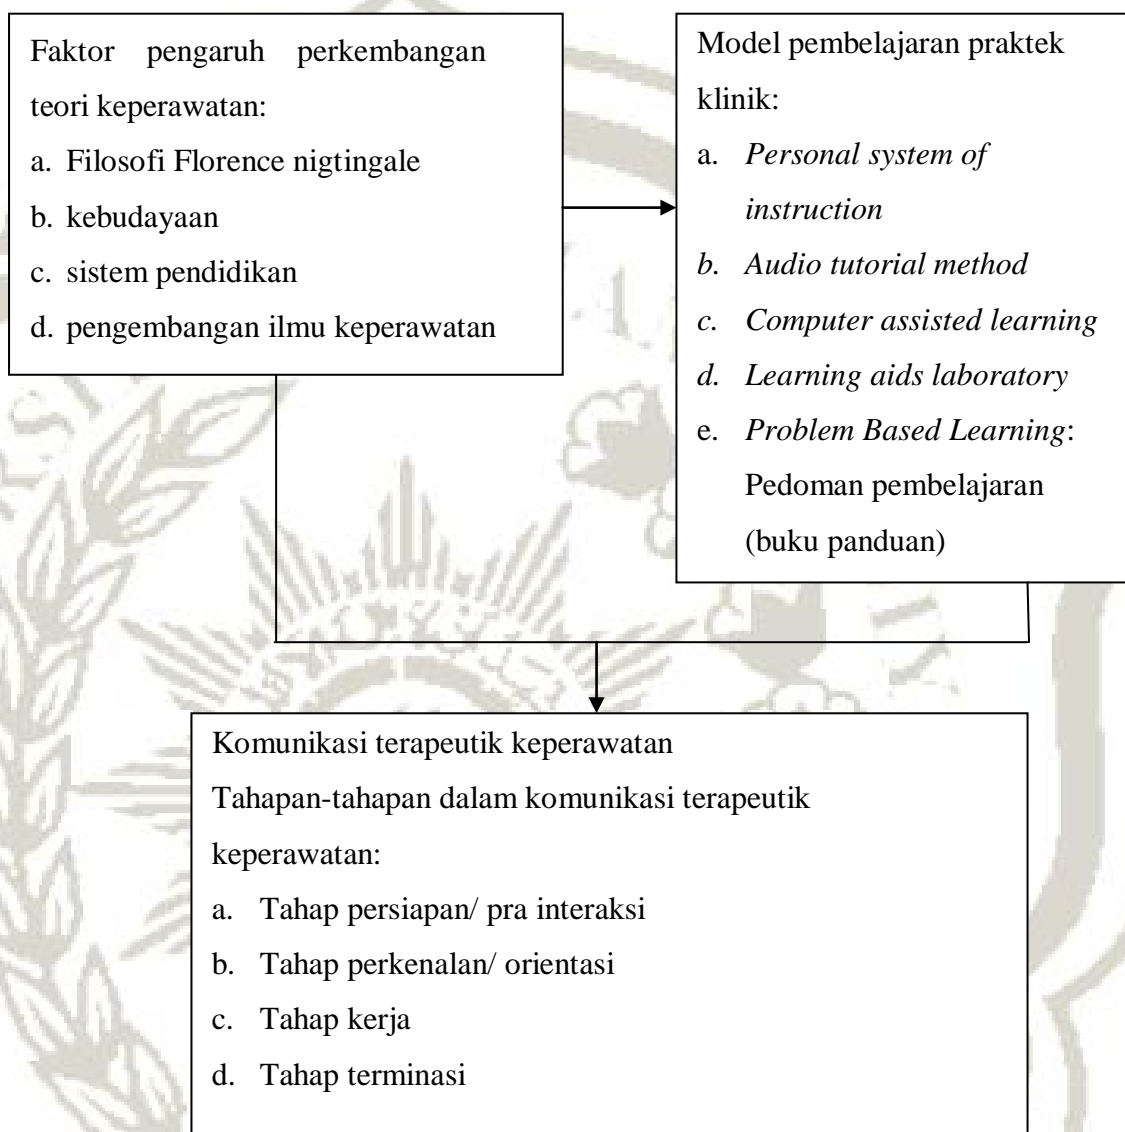 Faktor pengaruh perkembangan
teori keperawatan:
a. Filosofi Florence nigtingale
b. kebudayaan
c. sistem pendidikan
d. pengembangan ilmu keperawatan
Model pembelajaran praktek
klinik:
a. Personal system of
instruction
b. Audio tutorial method
c. Computer assisted learning
d. Learning aids laboratory
e. Problem Based Learning:
Pedoman pembelajaran
(buku panduan)
Komunikasi terapeutik keperawatan
Tahapan-tahapan dalam komunikasi terapeutik
keperawatan:
a. Tahap persiapan/ pra interaksi
b. Tahap perkenalan/ orientasi
c. Tahap kerja
d. Tahap terminasi